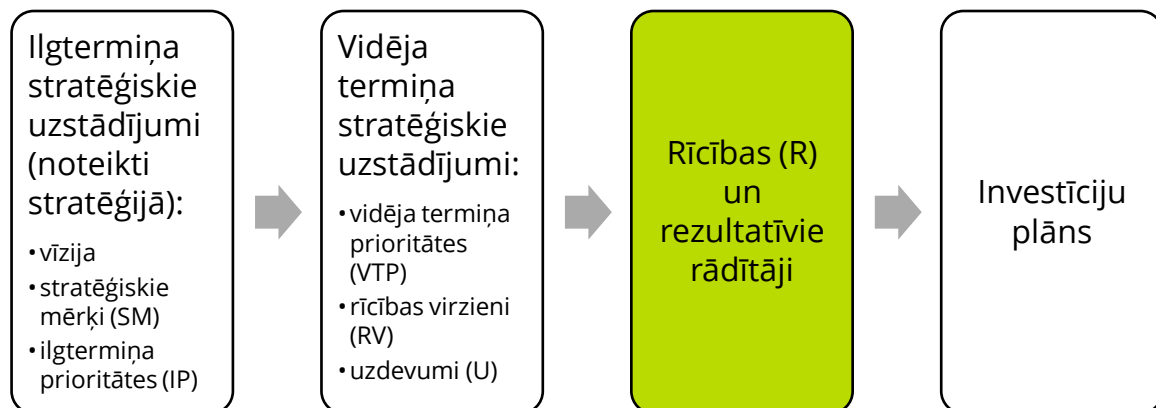 Ilgtermiņa
stratēģiskie
uzstādījumi
(noteikti
stratēģijā):
•vīzija
•stratēģiskie
mērķi (SM)
•ilgtermiņa
prioritātes (IP)
Vidēja
termiņa
stratēģiskie
uzstādījumi:
•vidēja termiņa
prioritātes
(VTP)
•rīcības virzieni
(RV)
•uzdevumi (U)
Rīcības (R)
un
rezultatīvie
rādītāji
Investīciju
plāns